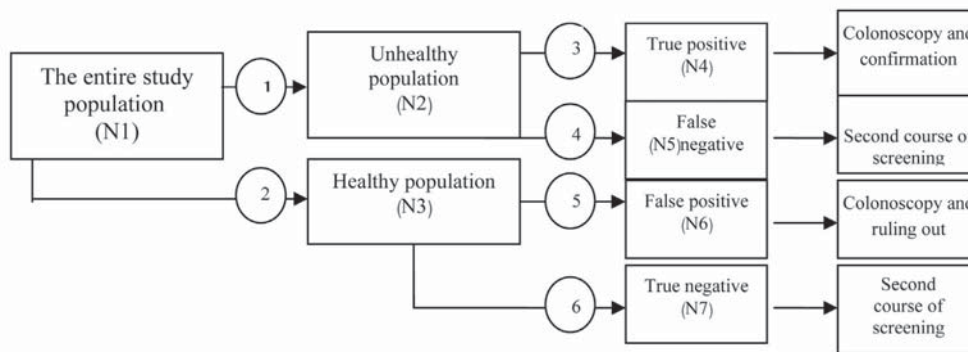 The entire study
population
(N1)
1
2
Unhealthy
population
(N2)
Healthy population
(N3)
3
4
5
6
True positive
(N4)
False
(N5)negative
False positive
(N6)
True negative
(N7)
Colonoscopy and
confirmation
Second course of
screening
Colonoscopy and
ruling out
Second
course of
screening